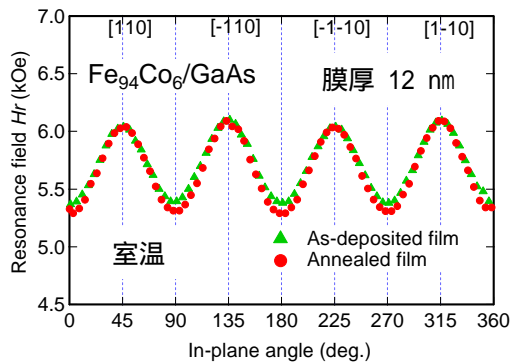 [110] [-110] [-1-10] [1-10]
7.0
6.5
6.0
5.5
5.0
4.5
Resonance field Hr (kOe)
Fe94Co6/GaAs
膜厚 12 nm
室温
As-deposited film
Annealed film
0 45 90 135 180 225 270 315 360
In-plane angle (deg.)